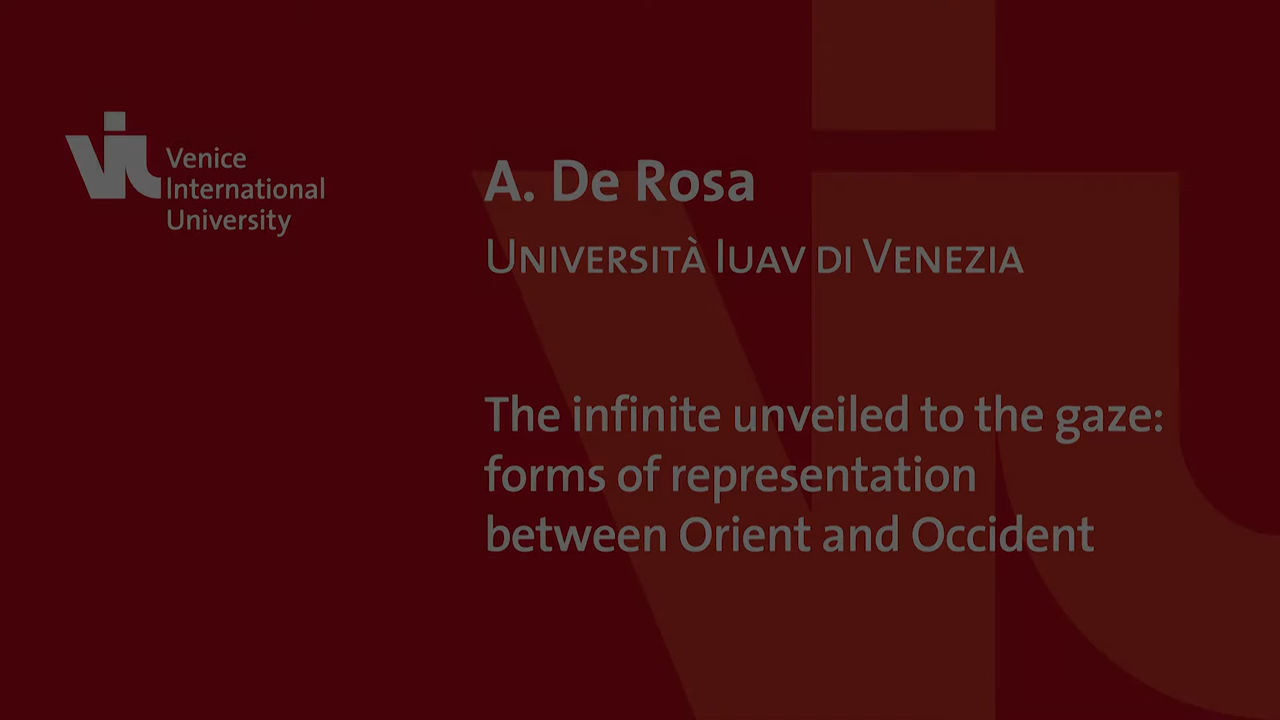 Venice
International
University
A. De Rosa
Università Iuav di Venezia
The infinite unveiled to the gaze:
forms of representation
between Orient and Occident